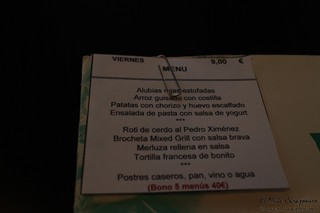 VIERNES 9,00 €
MENU
Alubias rojas estofadas
Arroz guisado con costilla
Patatas con chorizo y huevo escalfado
Ensalada de pasta con salsa de yogurt
***
Roti de cerdo al Pedro Ximénez
Brocheta Mixed Grill con salsa brava
Merluza rellena en salsa
Tortilla francesa de bonito
***
Postres caseros, pan, vino o agua
(Bono 5 menús 40€)